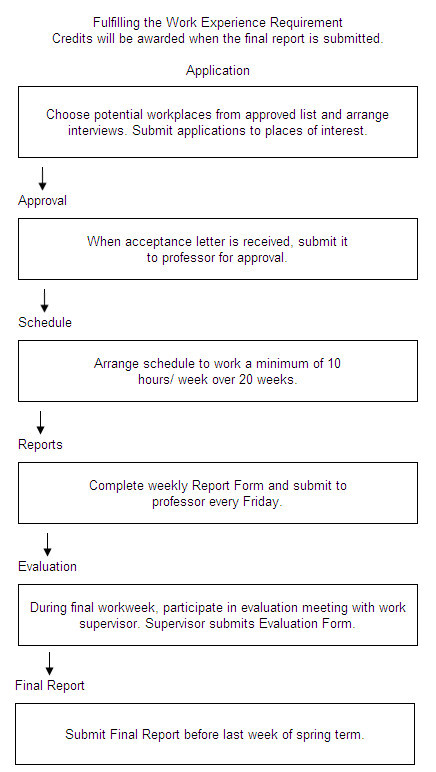 Fulfilling the Work Experience Requirement
Credits will be awarded when the final report is submitted.
Application
Choose potential workplaces from approved list and arrange
interviews. Submit applications to places of interest.
Approval
When acceptance letter is received, submit it
to professor for approval.
Schedule
Arrange schedule to work a minimum of 10
hours/ week over 20 weeks.
Reports
Complete weekly Report Form and submit to
professor every Friday.
Evaluation
During final workweek, participate in evaluation meeting with work
supervisor. Supervisor submits Evaluation Form.
Final Report
Submit Final Report before last week of spring term.